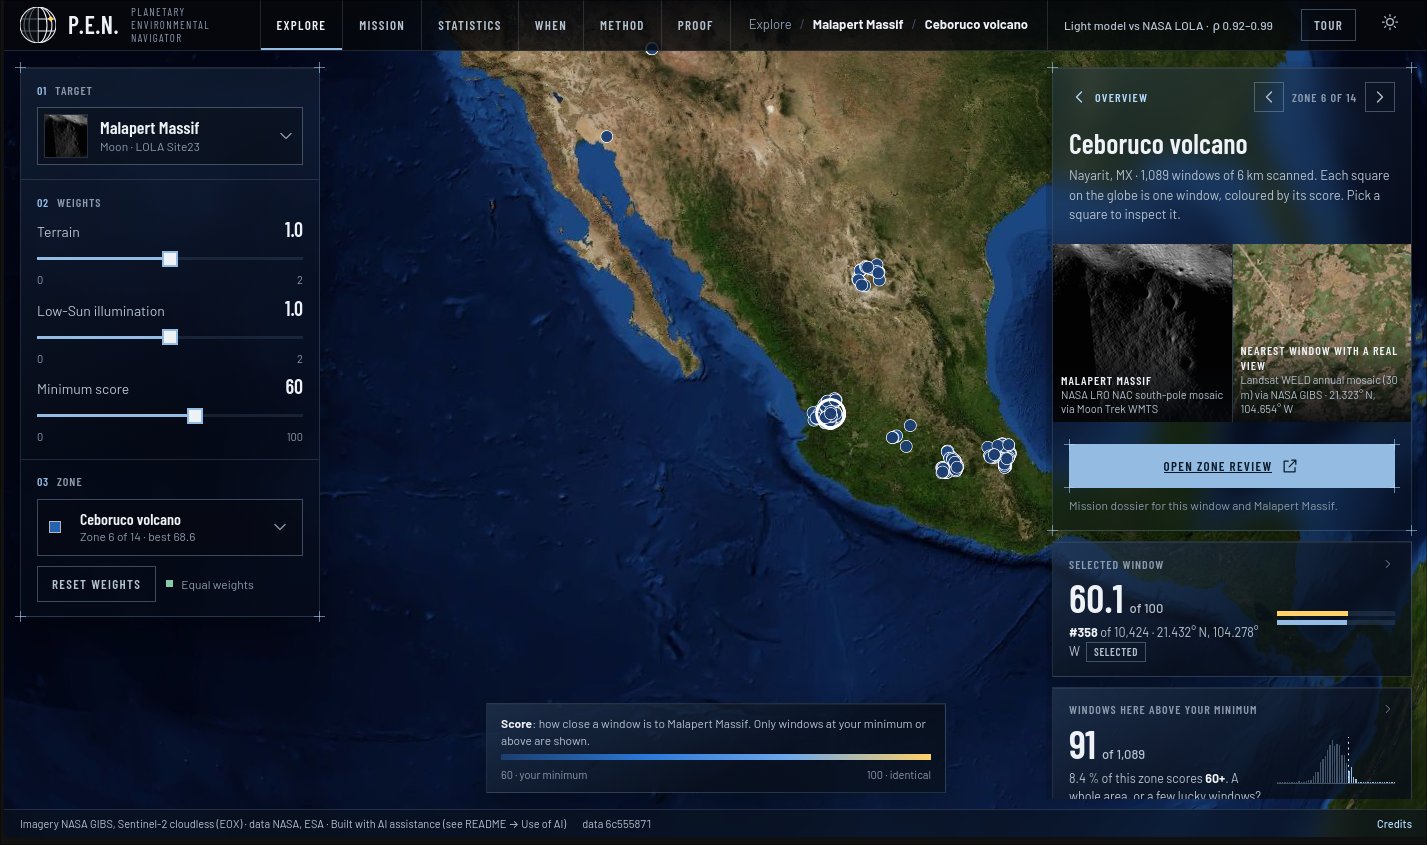 P.E.N.
PLANETARY
ENVIRONMENTAL
NAVIGATOR
EXPLORE
MISSION
STATISTICS
WHEN
METHOD
PROOF
Explore / Malapert Massif / Ceboruco volcano
Light model vs NASA LOLA · ρ 0.92–0.99
TOUR
01 TARGET
Malapert Massif
Moon · LOLA Site23
02 WEIGHTS
Terrain 1.0
0 2
Low-Sun illumination 1.0
0 2
Minimum score 60
0 100
03 ZONE
Ceboruco volcano
Zone 6 of 14 · best 68.6
RESET WEIGHTS
Equal weights
Score: how close a window is to Malapert Massif. Only windows at your minimum or
above are shown.
60 · your minimum 100 · identical
OVERVIEW
ZONE 6 OF 14
Ceboruco volcano
Nayarit, MX · 1,089 windows of 6 km scanned. Each square
on the globe is one window, coloured by its score. Pick a
square to inspect it.
MALAPERT MASSIF
NASA LRO NAC south-pole mosaic
via Moon Trek WMTS
NEAREST WINDOW WITH A REAL
VIEW
Landsat WELD annual mosaic (30
m) via NASA GIBS · 21.323° N,
104.654° W
OPEN ZONE REVIEW
Mission dossier for this window and Malapert Massif.
SELECTED WINDOW
60.1 of 100
#358 of 10,424 · 21.432° N, 104.278°
W SELECTED
WINDOWS HERE ABOVE YOUR MINIMUM
91 of 1,089
8.4 % of this zone scores 60+. A
whole area, or a few lucky windows?
Imagery NASA GIBS, Sentinel-2 cloudless (EOX) · data NASA, ESA · Built with AI assistance (see README → Use of AI) data 6c555871
Credits